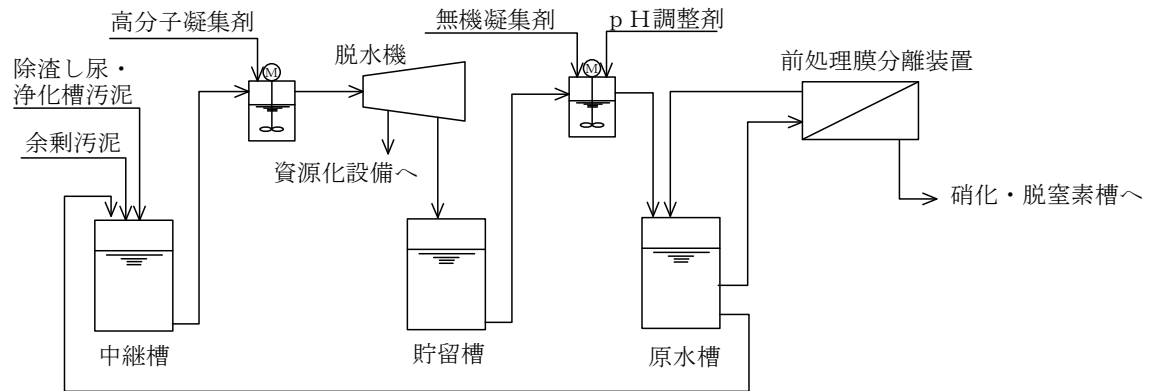 高分子凝集剤
無機凝集剤
ｐＨ調整剤
脱水機
前処理膜分離装置
除渣し尿・
浄化槽汚泥
M
M
余剰汚泥
資源化設備へ
硝化・脱窒素槽へ
中継槽
貯留槽
原水槽